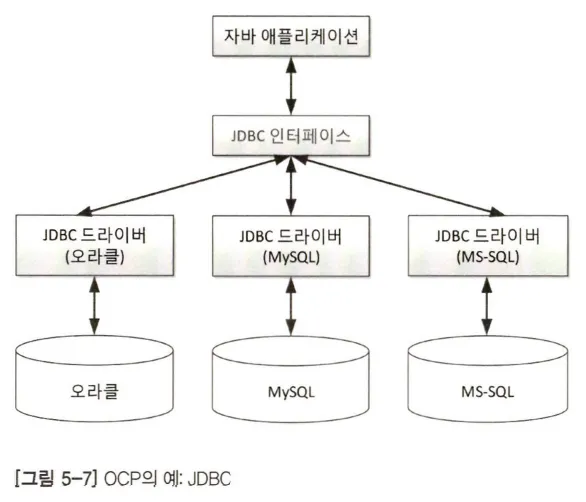 자바 애플리케이션
JDBC 인터페이스
JDBC 드라이버
(오라클)
JDBC 드라이버
(MySQL)
JDBC 드라이버
(MS-SQL)
오라클
MySQL
MS-SQL
[그림 5-7] OCP의 예: JDBC